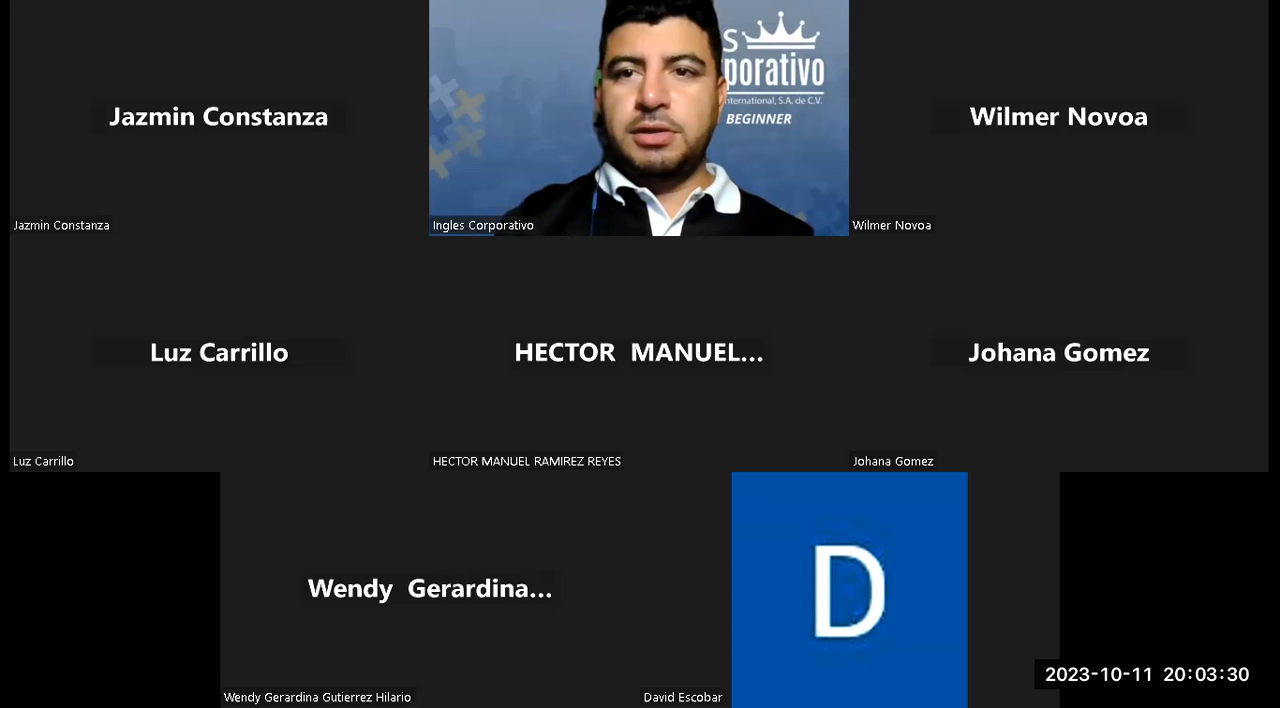 Jazmin Constanza
Jazmin Constanza
S
porativo
nternational, S.A. de C.V.
BEGINNER
Ingles Corporativo
Wilmer Novoa
Wilmer Novoa
Luz Carrillo
Luz Carrillo
HECTOR MANUEL...
HECTOR MANUEL RAMIREZ REYES
Johana Gomez
Johana Gomez
Wendy Gerardina...
Wendy Gerardina Gutierrez Hilario
D
David Escobar
2023-10-11 20:03:30